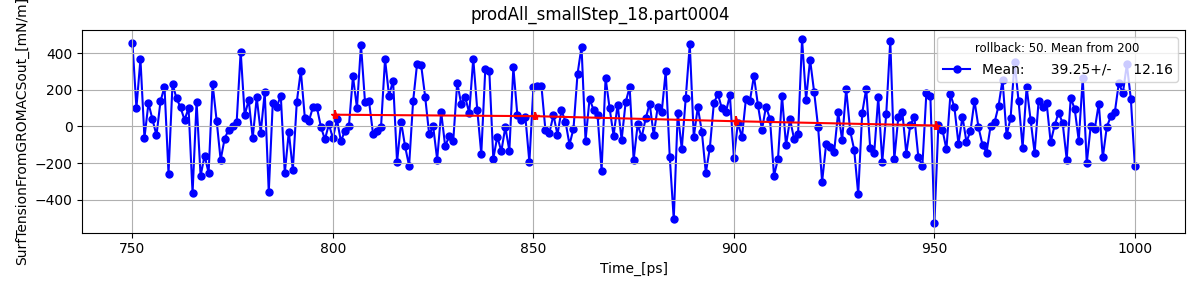 prodAll_smallStep_18.part0004
SurfTensionFromGROMACSout_[mN/m]
400
200
0
−200
−400
rollback: 50. Mean from 200
Mean: 39.25+/- 12.16
750
800
850
900
950
1000
Time_[ps]